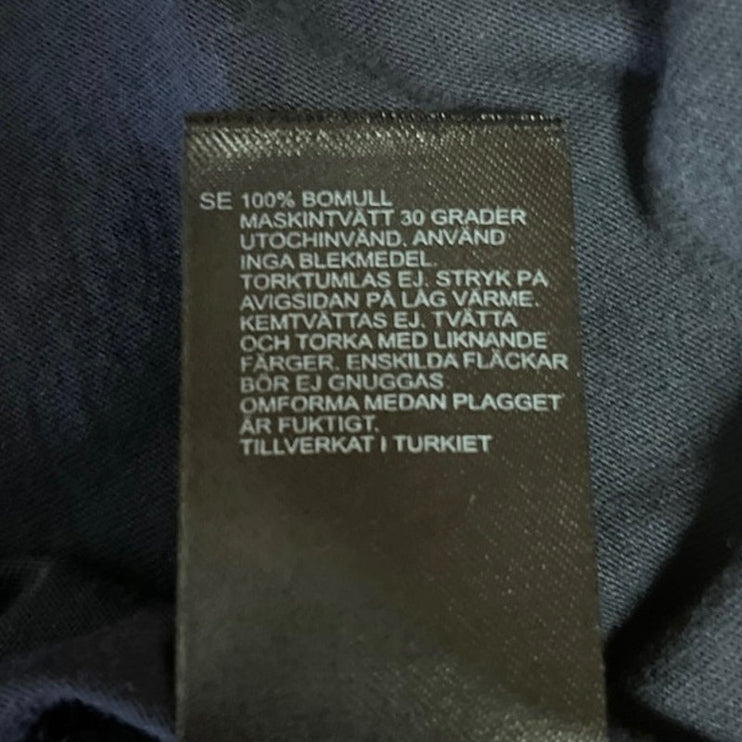 SE 100% BOMULL
MASKINTVÄTT 30 GRADER
UTOCHINVÄND. ANVÄND
INGA BLEKMEDEL.
TORKTUMLAS EJ. STRYK PÅ
AVIGSIDAN PÅ LÅG VÄRME.
KEMTVÄTTAS EJ. TVÄTTA
OCH TORKA MED LIKNANDE
FÄRGER. ENSKILDA FLÄCKAR
BÖR EJ GNUGGAS.
OMFORMA MEDAN PLAGGET
ÄR FUKTIGT.
TILLVERKAT I TURKIET